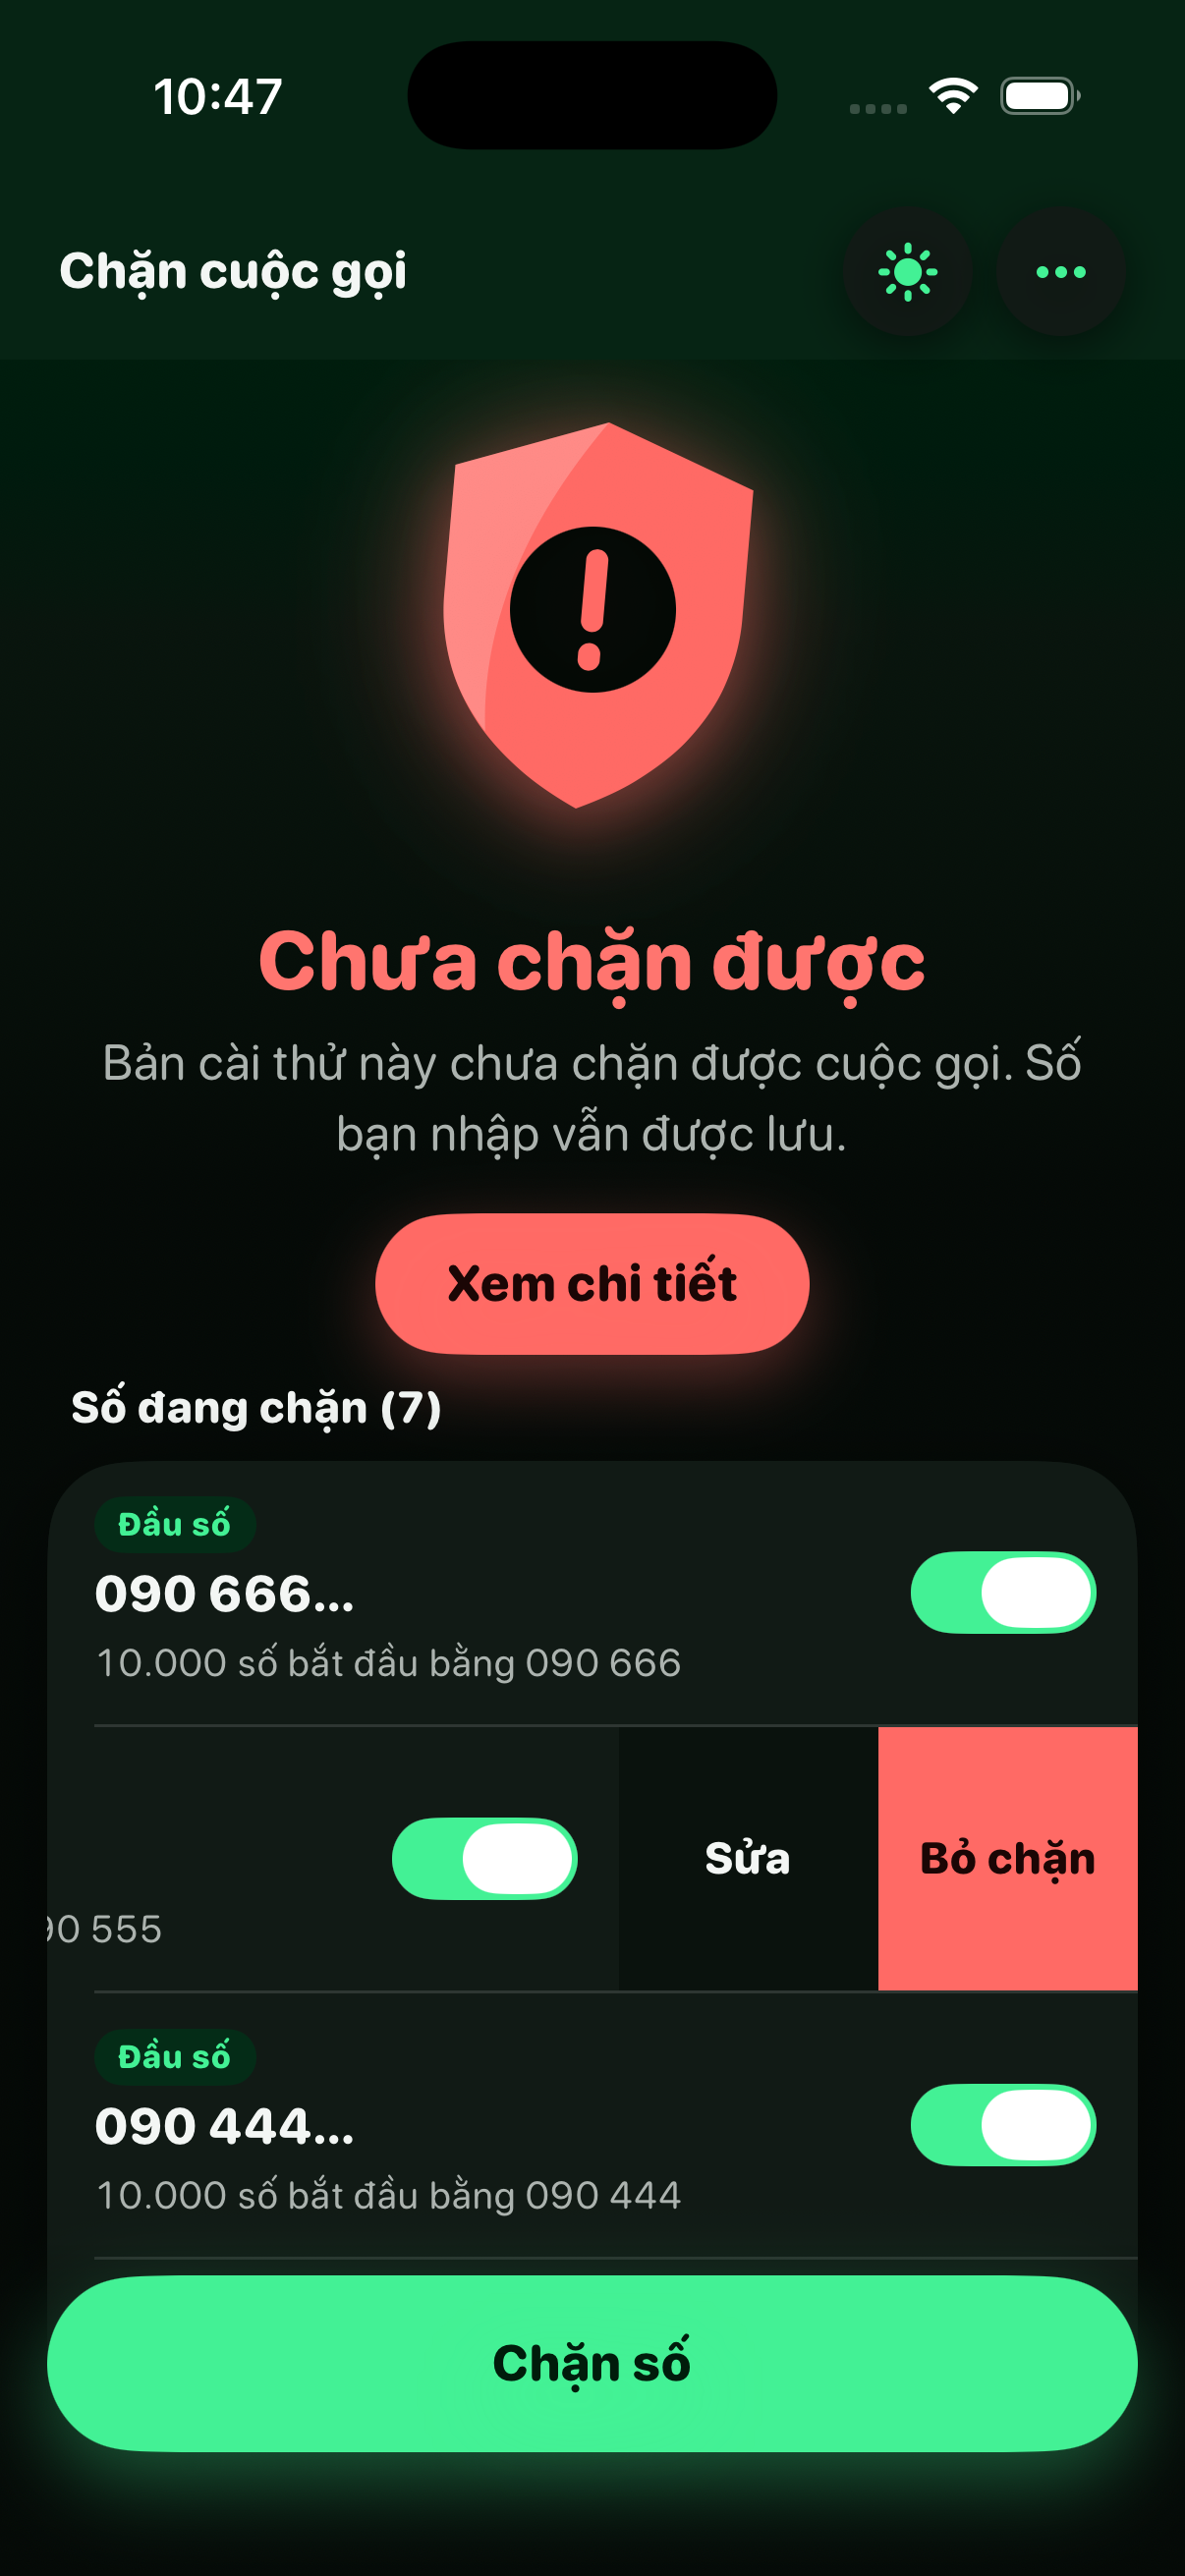 10:47
Chặn cuộc gọi
Chưa chặn được
Bản cài thử này chưa chặn được cuộc gọi. Số
bạn nhập vẫn được lưu.
Xem chi tiết
Số đang chặn (7)
Đầu số
090 666...
10.000 số bắt đầu bằng 090 666
Sửa
Bỏ chặn
90 555
Đầu số
090 444...
10.000 số bắt đầu bằng 090 444
Chặn số